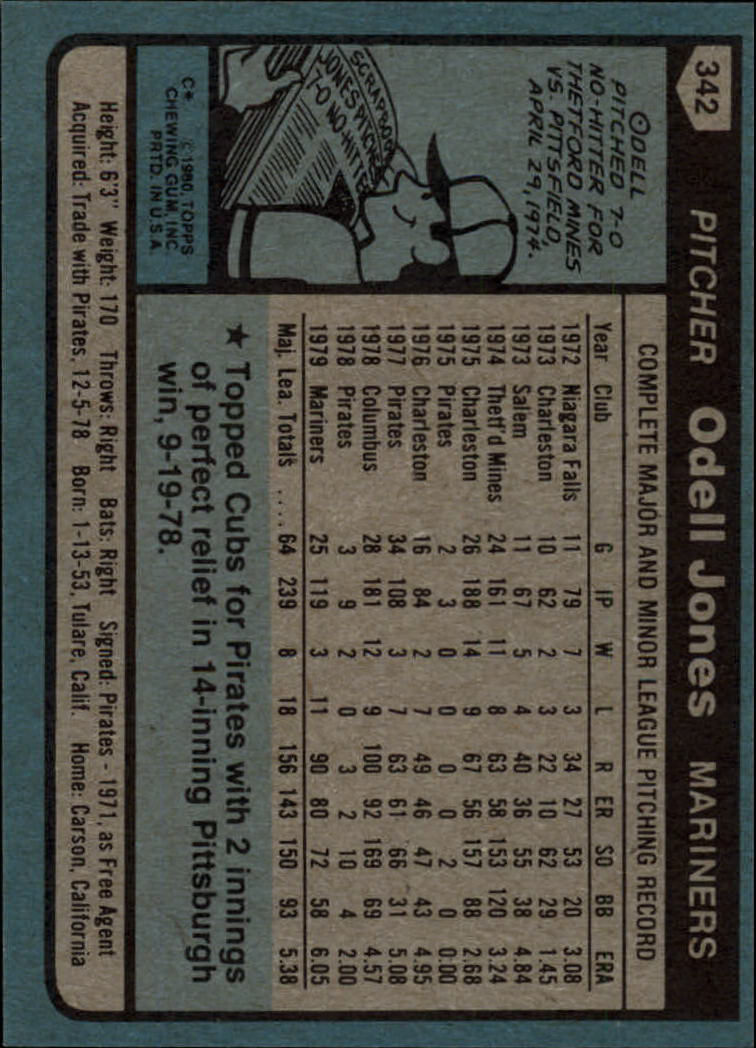 342
PITCHER Odell Jones MARINERS
COMPLETE MAJOR AND MINOR LEAGUE PITCHING RECORD
Year Club G IP W L R ER SO BB ERA
1972 Niagara Falls 11 79 7 3 34 27 53 20 3.08
1973 Charleston 10 62 2 3 22 10 62 29 1.45
1973 Salem 11 67 5 4 40 36 55 38 4.84
1974 Thetf'd Mines 24 161 11 8 63 58 153 120 3.24
1975 Charleston 26 188 14 9 67 56 157 88 2.68
1975 Pirates 2 3 0 0 0 0 2 0 0.00
1976 Charleston 16 84 2 7 49 46 47 43 4.95
1977 Pirates 34 108 3 7 63 61 66 31 5.08
1978 Columbus 28 181 12 9 100 92 169 69 4.57
1978 Pirates 3 9 2 0 3 2 10 4 2.00
1979 Mariners 25 119 3 11 90 80 72 58 6.05
Maj. Lea. Totals .... 64 239 8 18 156 143 150 93 5.38
ODELL
PITCHED 7-0
NO-HITTER FOR
THETFORD MINES
VS. PITTSFIELD,
APRIL 29, 1974.
SCRAPBOOK
JONES PITCHES
7-0 NO-HITTER
C* © 1980, TOPPS
CHEWING GUM, INC.
PRTD. IN U.S.A.
★ Topped Cubs for Pirates with 2 innings
of perfect relief in 14-inning Pittsburgh
win, 9-19-78.
Height: 6'3" Weight: 170 Throws: Right Bats: Right Signed: Pirates - 1971, as Free Agent
Acquired: Trade with Pirates, 12-5-78 Born: 1-13-53, Tulare, Calif. Home: Carson, California